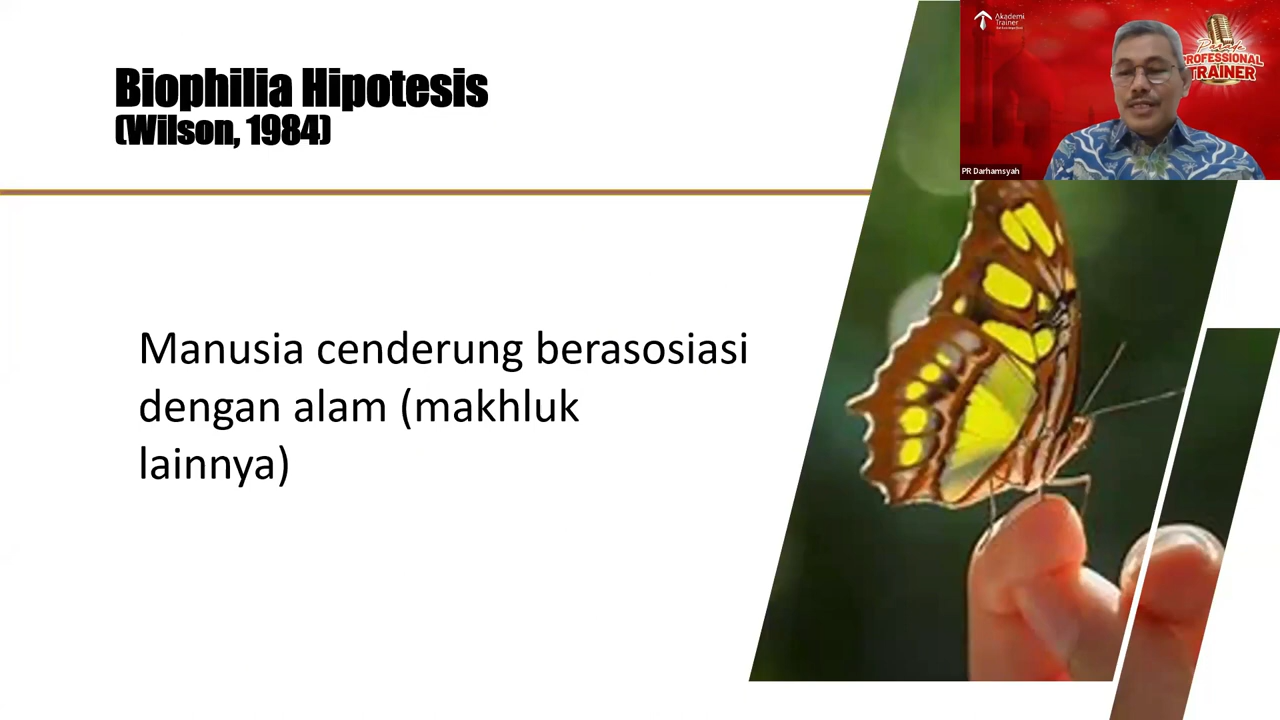 Biophilia Hipotesis
(Wilson, 1984)
Manusia cenderung berasosiasi
dengan alam (makhluk
lainnya)
Akademi
Trainer
PROFESSIONAL
TRAINER
PR Darhamsyah